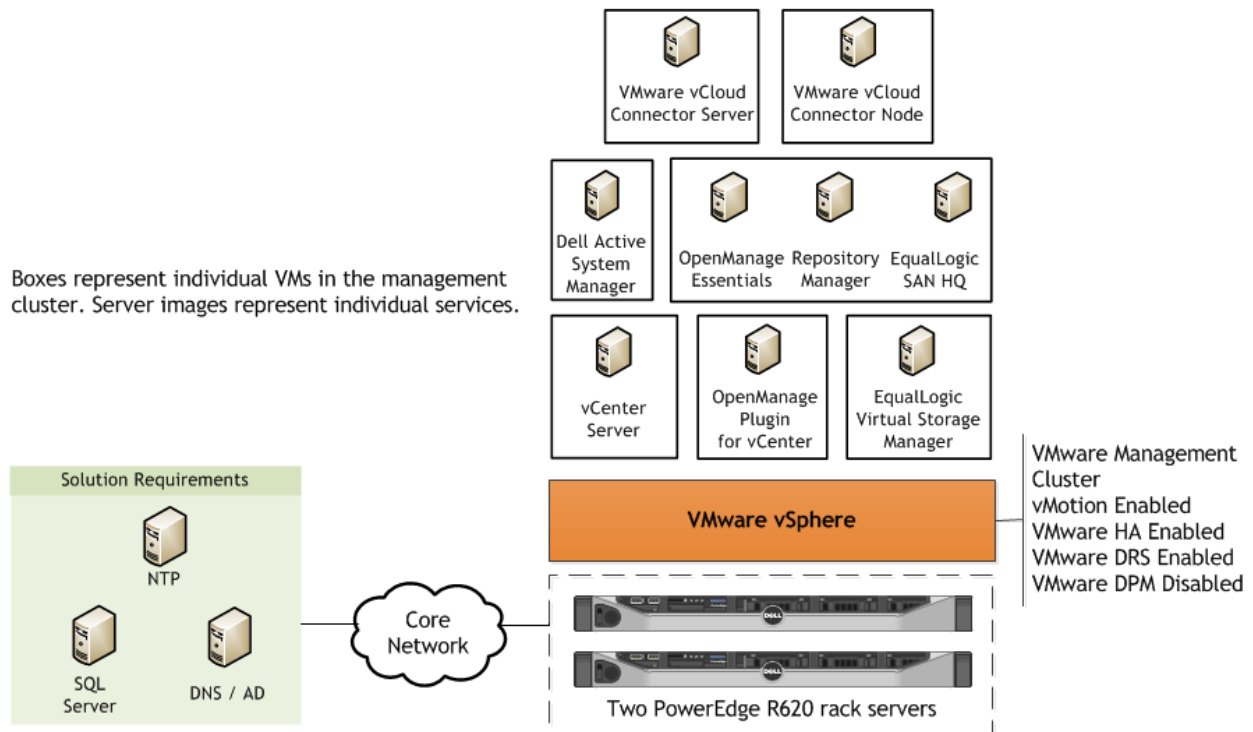 VMware vCloud
Connector Server
VMware vCloud
Connector Node
Dell Active
System
Manager
OpenManage
Essentials
Repository
Manager
EqualLogic
SAN HQ
Boxes represent individual VMs in the management
cluster. Server images represent individual services.
vCenter
Server
OpenManage
Plugin
for vCenter
EqualLogic
Virtual Storage
Manager
VMware Management
Cluster
vMotion Enabled
VMware HA Enabled
VMware DRS Enabled
VMware DPM Disabled
VMware vSphere
Solution Requirements
NTP
SQL
Server
DNS / AD
Core
Network
DELL
DELL
Two PowerEdge R620 rack servers